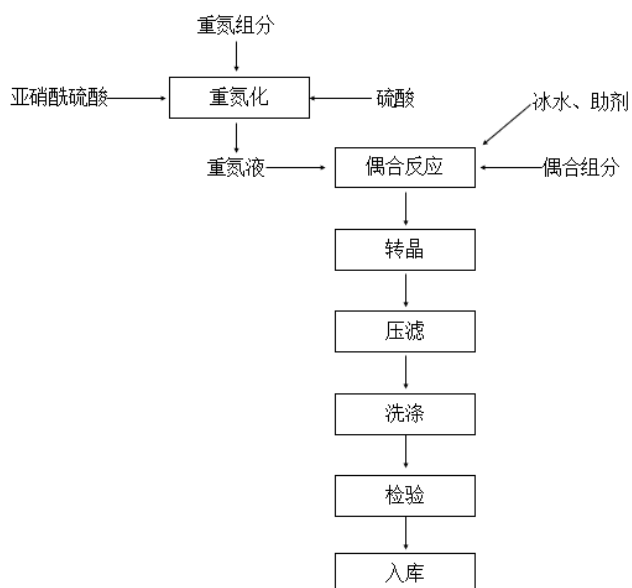 重氮组分
亚硝酰硫酸
重氮化
硫酸
冰水、助剂
重氮液
偶合反应
偶合组分
转晶
压滤
洗涤
检验
入库